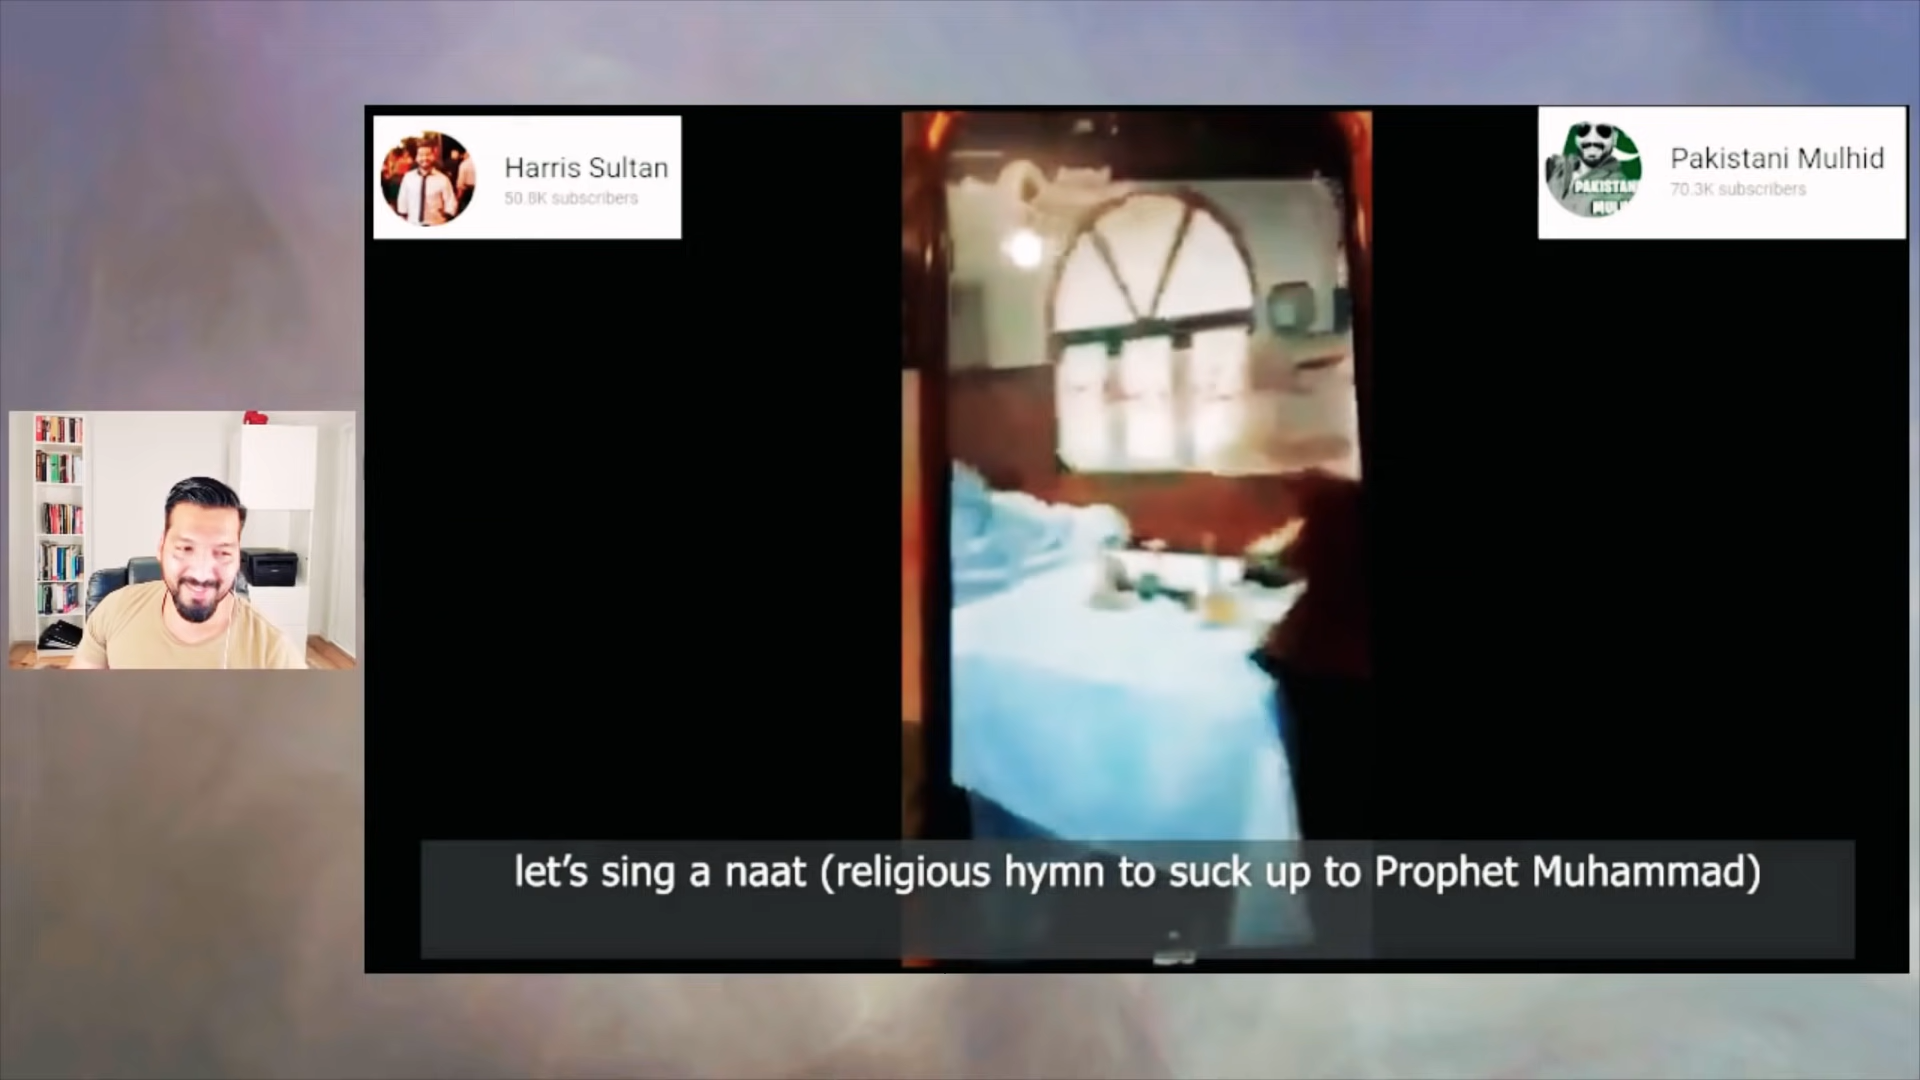 Harris Sultan
50.8K subscribers
Pakistani Mulhid
70.3K subscribers
PAKISTAN
let's sing a naat (religious hymn to suck up to Prophet Muhammad)